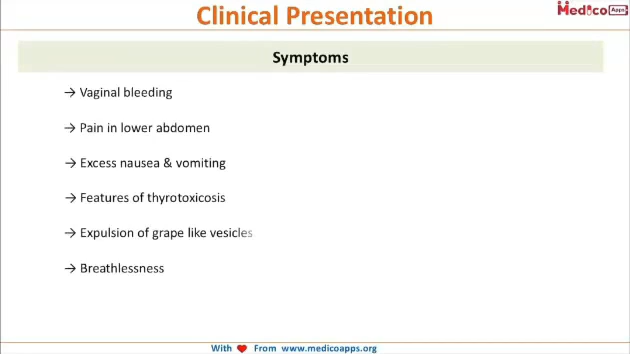 Clinical Presentation
Medico Apps
Symptoms
→ Vaginal bleeding
→ Pain in lower abdomen
→ Excess nausea & vomiting
→ Features of thyrotoxicosis
→ Expulsion of grape like vesicles
→ Breathlessness
With ❤ From www.medicoapps.org